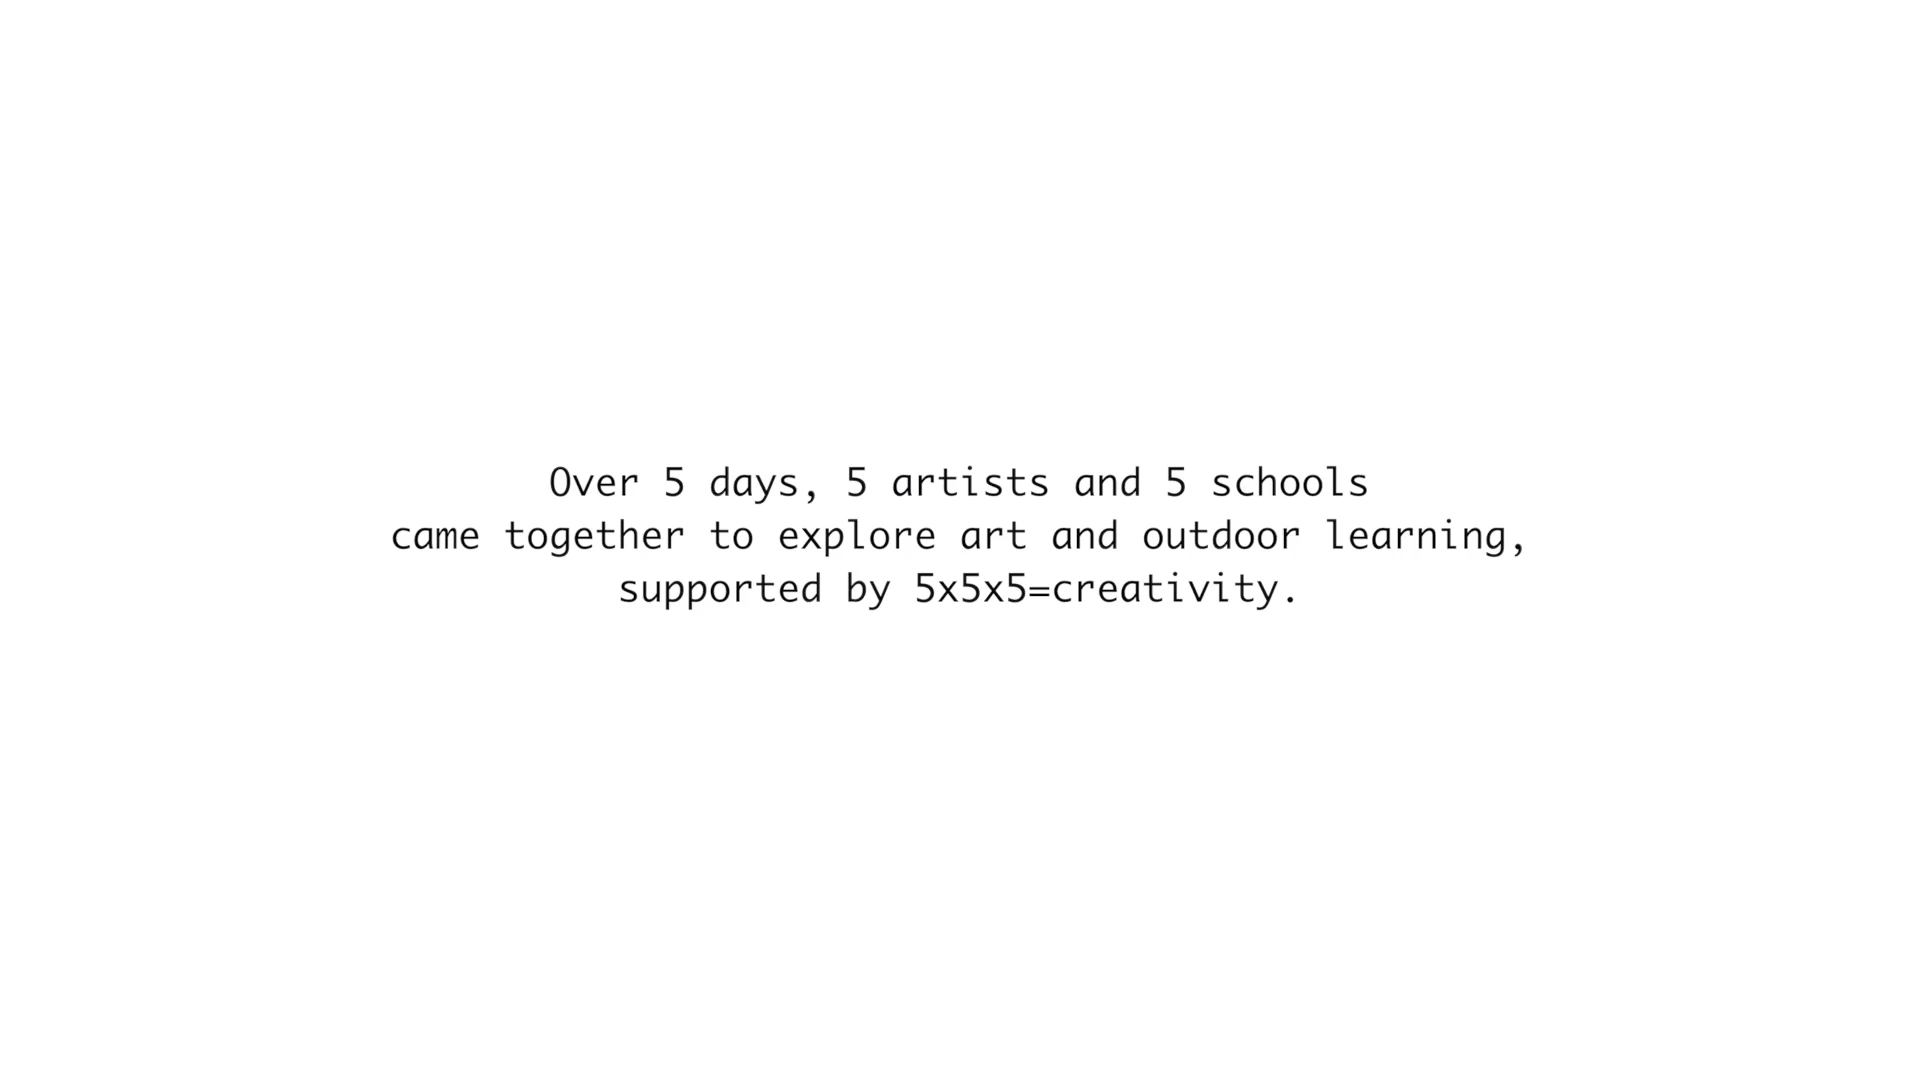 Over 5 days, 5 artists and 5 schools
came together to explore art and outdoor learning,
supported by 5x5x5=creativity.